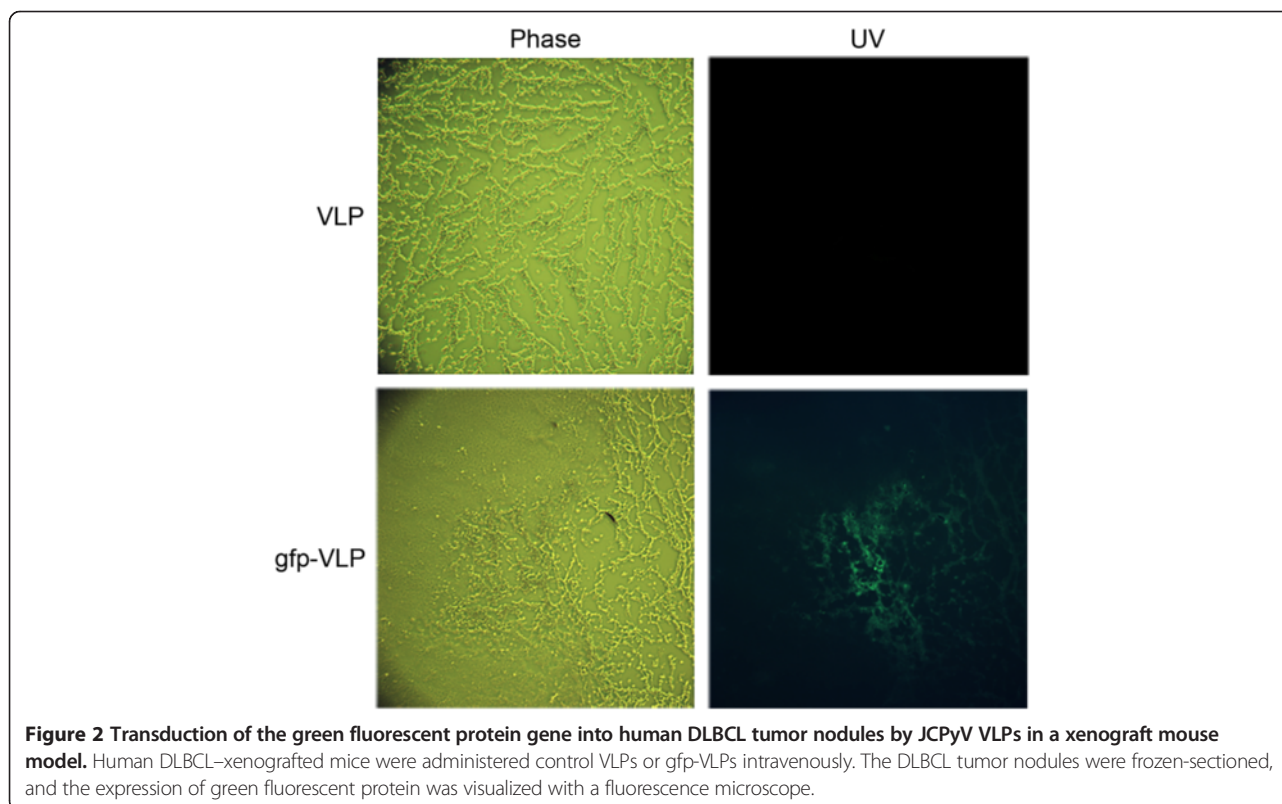 Phase
UV
VLP
gfp-VLP
Figure 2 Transduction of the green fluorescent protein gene into human DLBCL tumor nodules by JCPyV VLPs in a xenograft mouse
model. Human DLBCL–xenografted mice were administered control VLPs or gfp-VLPs intravenously. The DLBCL tumor nodules were frozen-sectioned,
and the expression of green fluorescent protein was visualized with a fluorescence microscope.